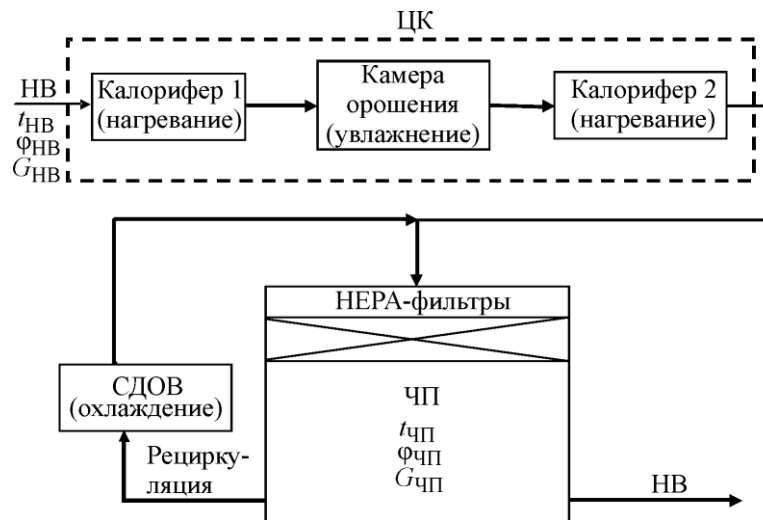 ЦК
НВ
tНВ
φНВ
GНВ
Калорифер 1
(нагревание)
Камера
орошения
(увлажнение)
Калорифер 2
(нагревание)
НЕРА-фильтры
СДОВ
(охлаждение)
Рецирку-
ляция
ЧП
tЧП
φЧП
GЧП
НВ